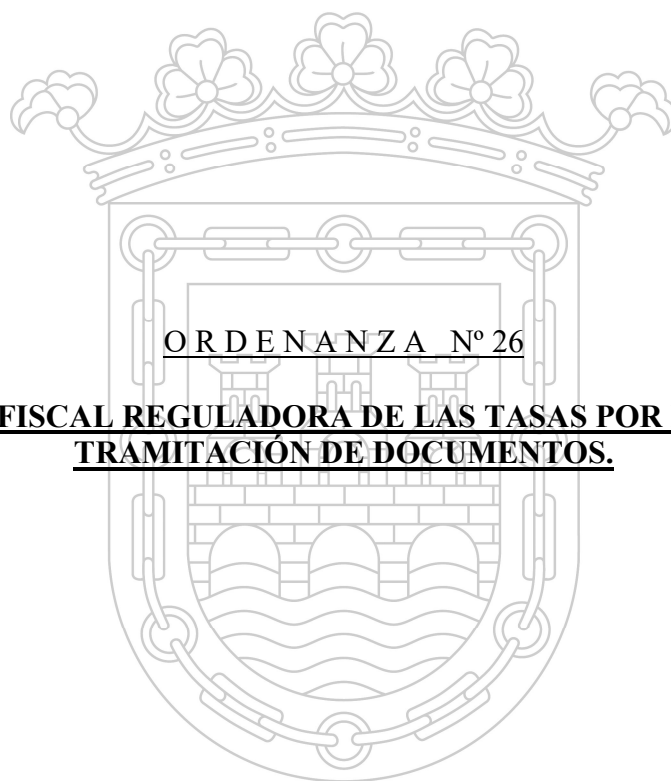 O R D E N A N Z A Nº 26
FISCAL REGULADORA DE LAS TASAS POR
TRAMITACIÓN DE DOCUMENTOS.